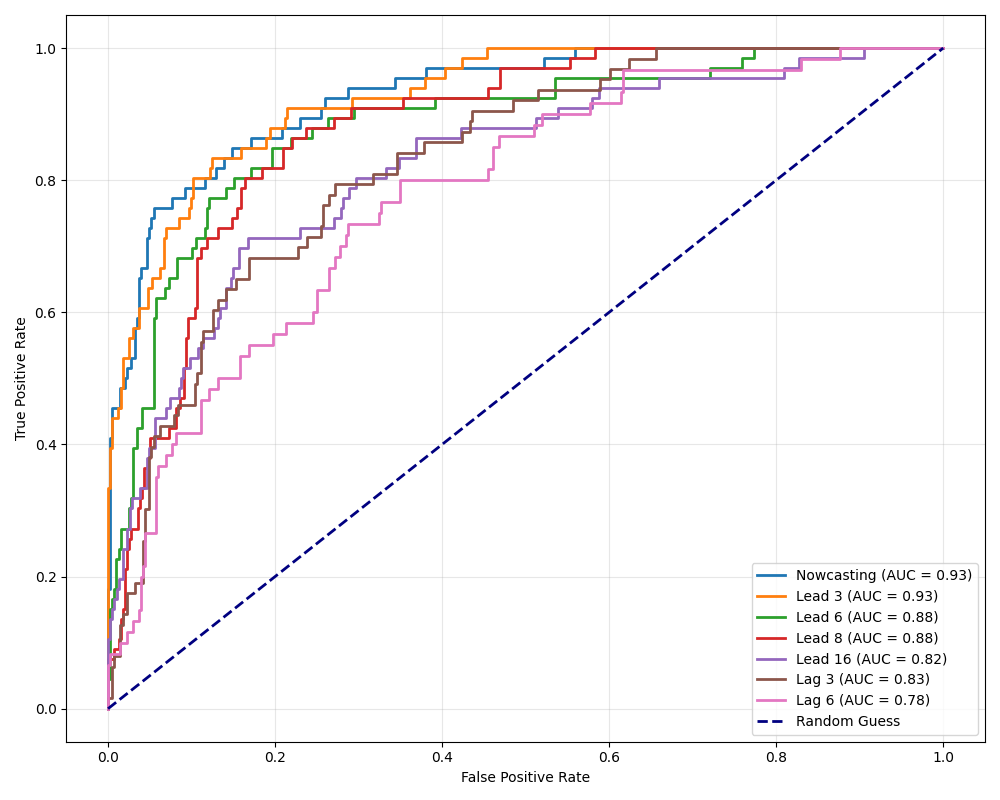 1.0
0.8
0.6
0.4
0.2
0.0
True Positive Rate
Nowcasting (AUC = 0.93)
Lead 3 (AUC = 0.93)
Lead 6 (AUC = 0.88)
Lead 8 (AUC = 0.88)
Lead 16 (AUC = 0.82)
Lag 3 (AUC = 0.83)
Lag 6 (AUC = 0.78)
Random Guess
0.0 0.2 0.4 0.6 0.8 1.0
False Positive Rate